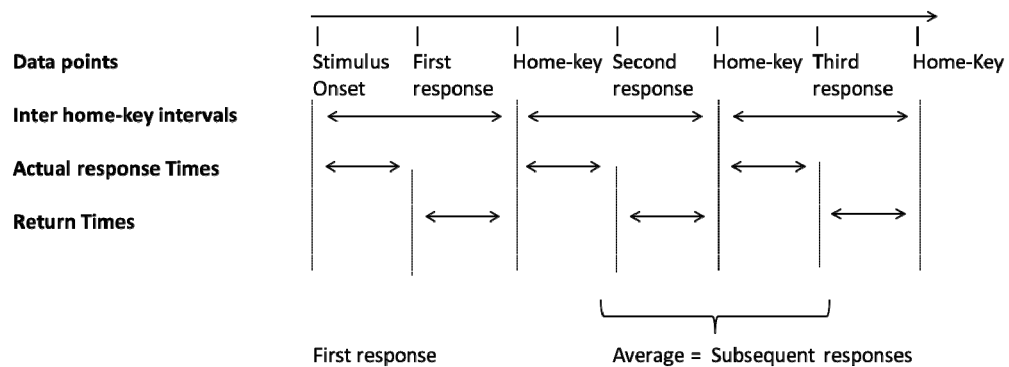 Data points
Stimulus Onset
First response
Home-key
Second response
Home-key
Third response
Home-Key
Inter home-key intervals
Actual response Times
Return Times
First response
Average = Subsequent responses